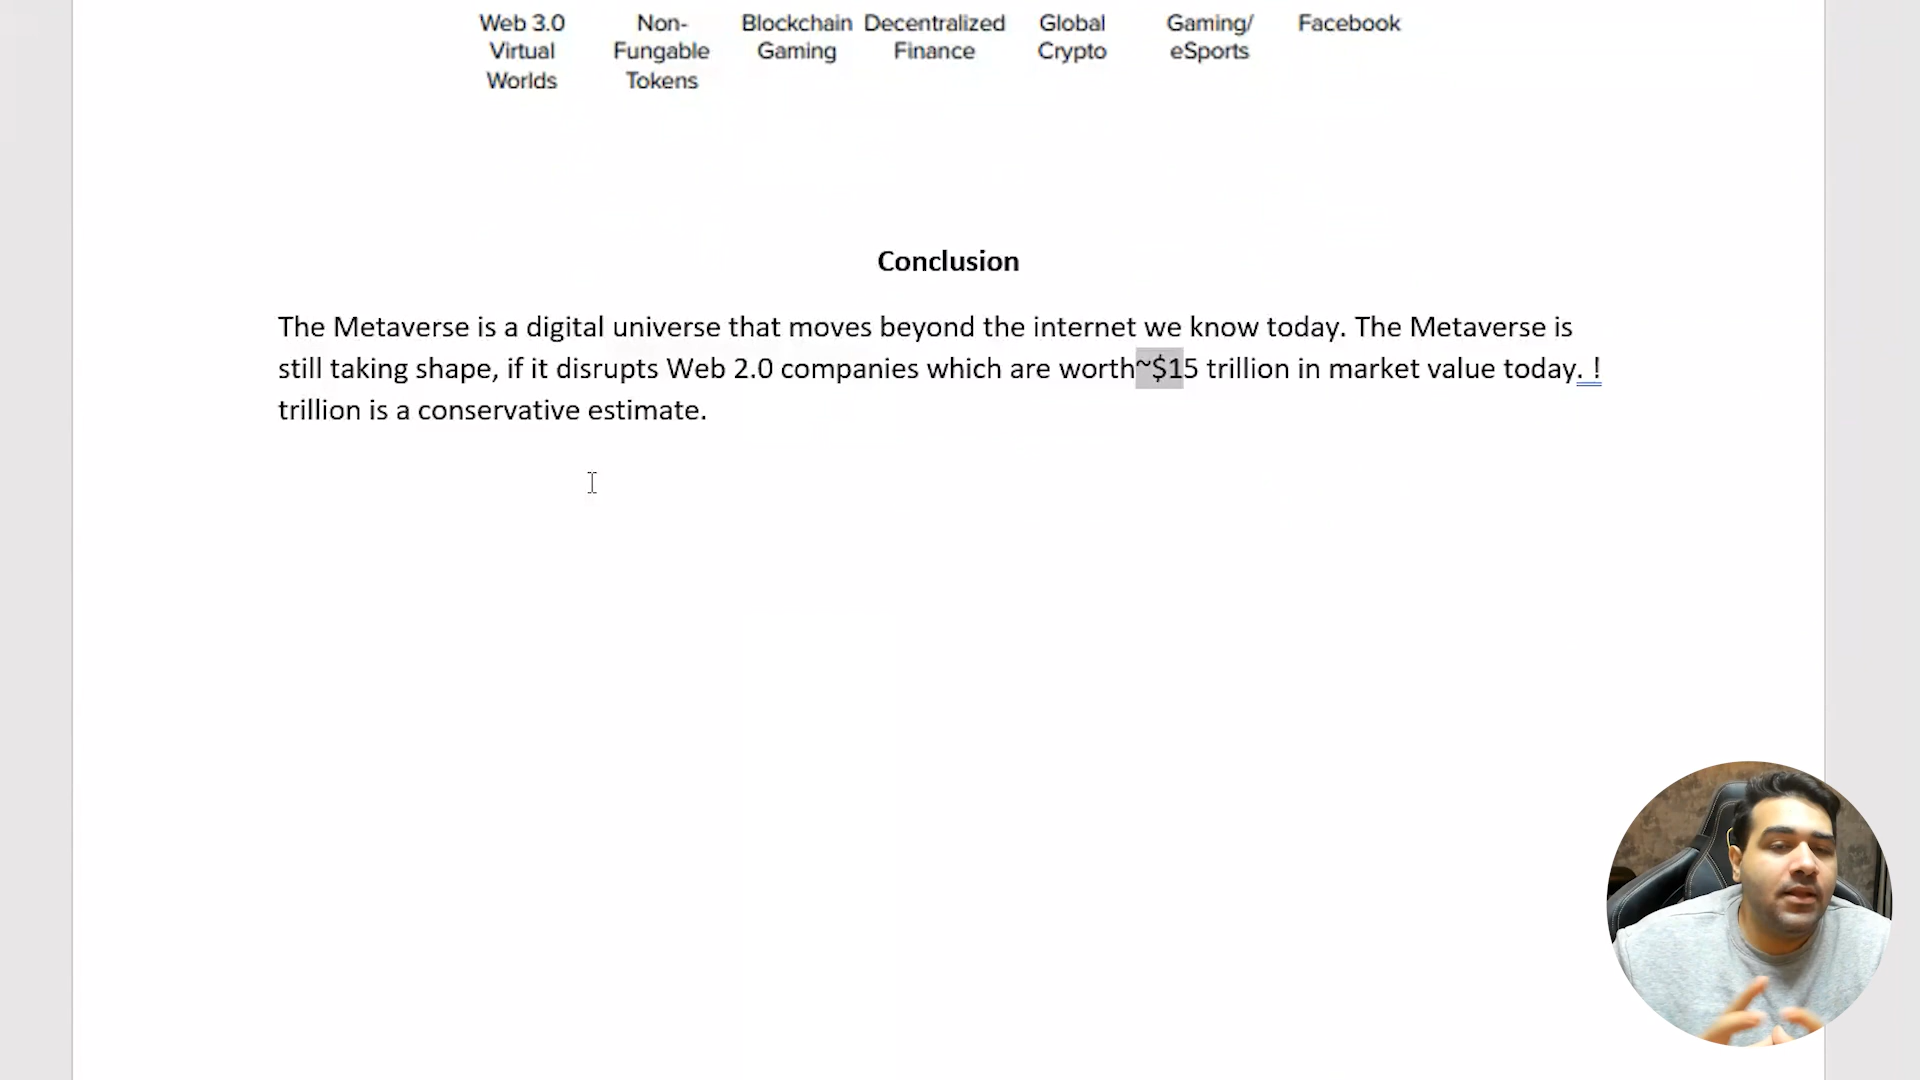 Web 3.0 Virtual Worlds
Non-Fungable Tokens
Blockchain Gaming
Decentralized Finance
Global Crypto
Gaming/ eSports
Facebook
Conclusion
The Metaverse is a digital universe that moves beyond the internet we know today. The Metaverse is
still taking shape, if it disrupts Web 2.0 companies which are worth~$15 trillion in market value today. !
trillion is a conservative estimate.